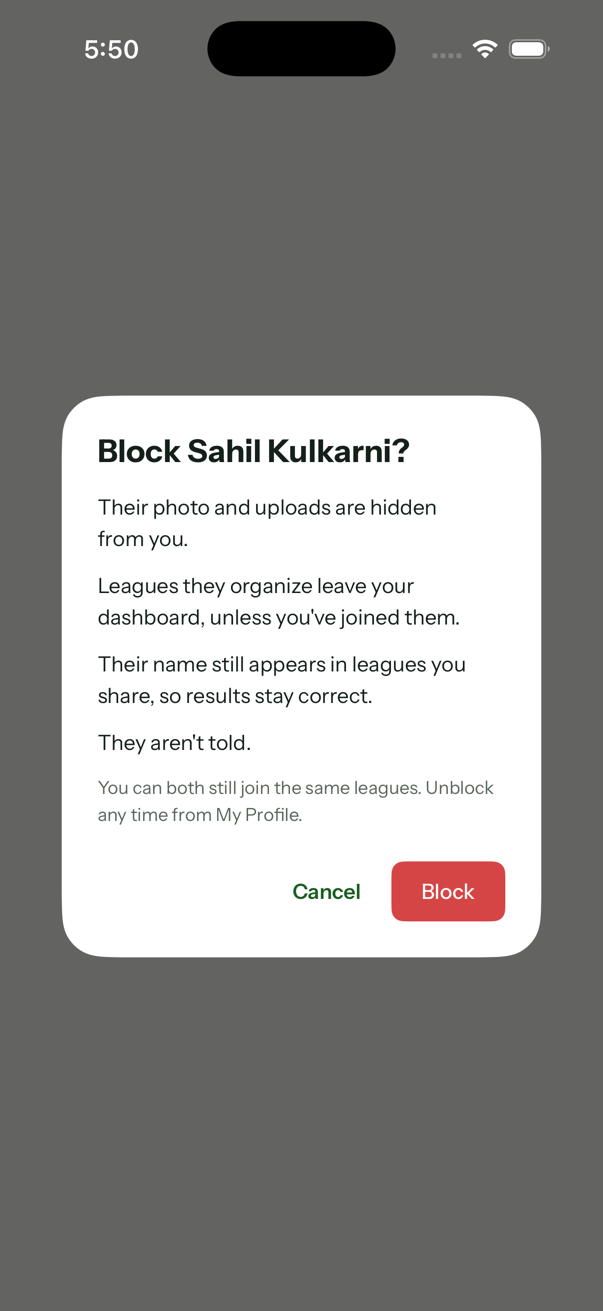 5:50
Block Sahil Kulkarni?
Their photo and uploads are hidden
from you.
Leagues they organize leave your
dashboard, unless you've joined them.
Their name still appears in leagues you
share, so results stay correct.
They aren't told.
You can both still join the same leagues. Unblock
any time from My Profile.
Cancel
Block